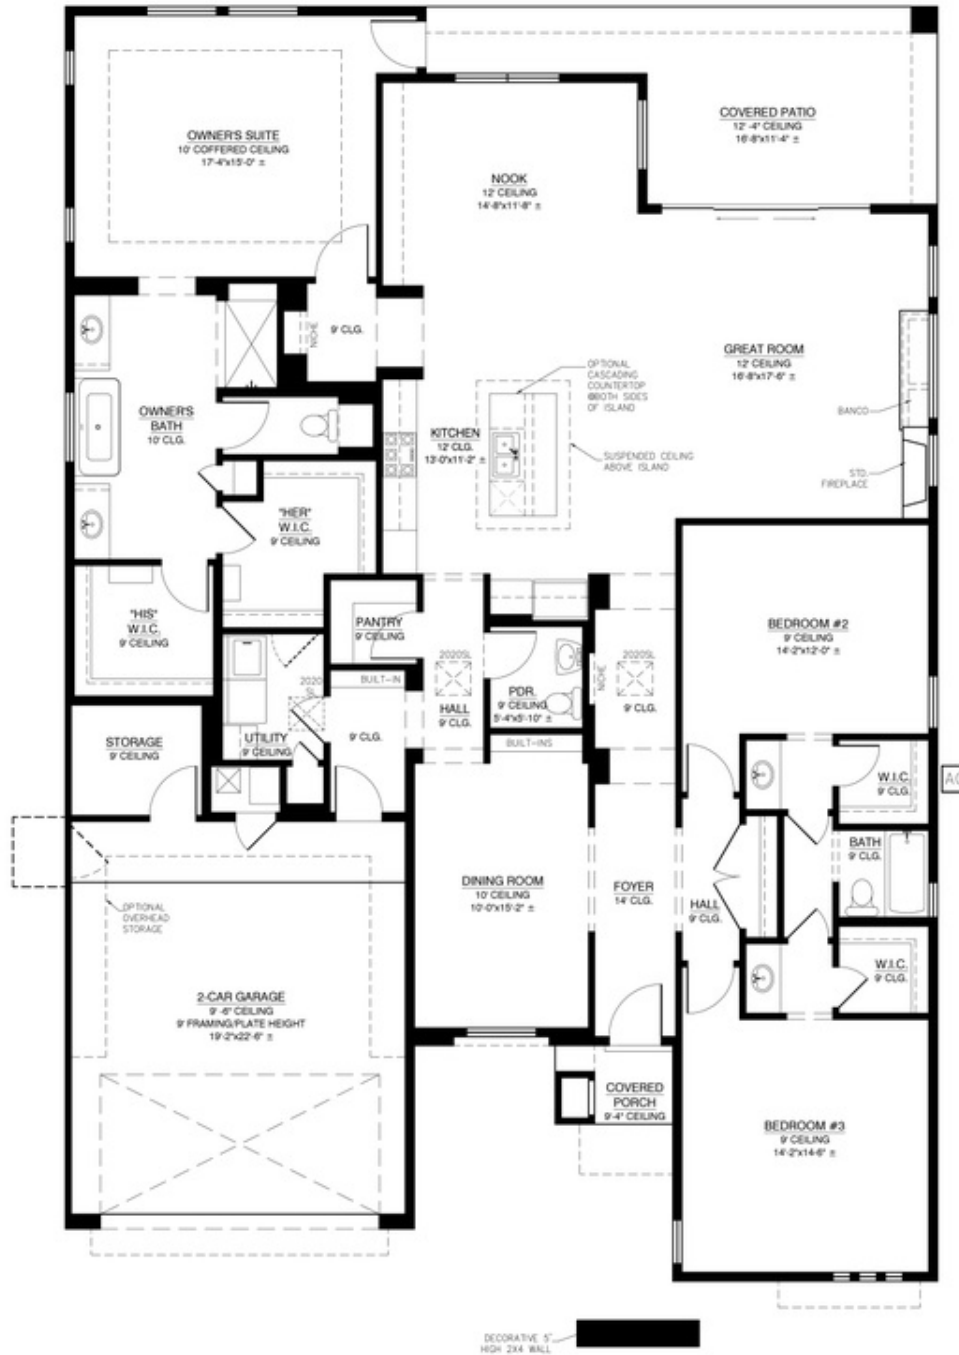 OWNER'S SUITE
10' COFFERED CEILING
17'-4"x15'-0" ±
COVERED PATIO
12'-4" CEILING
16'-8"x11'-4" ±
NOOK
12' CEILING
14'-8"x11'-8" ±
NICHE
9' CLG.
GREAT ROOM
12' CEILING
16'-8"x17'-6" ±
OPTIONAL
CASCADING
COUNTERTOP
@BOTH SIDES
OF ISLAND
BANCO
OWNER'S
BATH
10' CLG.
KITCHEN
12' CLG.
13'-0"x11'-2" ±
SUSPENDED CEILING
ABOVE ISLAND
STD.
FIREPLACE
"HER"
W.I.C.
9' CEILING
"HIS"
W.I.C.
9' CEILING
PANTRY
9' CEILING
BEDROOM #2
9' CEILING
14'-2"x12'-0" ±
2020SL
2020SL
BUILT-IN
2020
SL
HALL
9' CLG.
PDR.
9' CEILING
5'-4"x5'-10" ±
NICHE
9' CLG.
STORAGE
9' CEILING
UTILITY
9' CEILING
9' CLG.
BUILT-INS
W.I.C.
9' CLG.
AC
BATH
9' CLG.
DINING ROOM
10' CEILING
10'-0"x15'-2" ±
FOYER
14' CLG.
HALL
9' CLG.
OPTIONAL
OVERHEAD
STORAGE
W.I.C.
9' CLG.
2-CAR GARAGE
9'-6" CEILING
9' FRAMING/PLATE HEIGHT
19'-2"x22'-6" ±
COVERED
PORCH
9'-4" CEILING
BEDROOM #3
9' CEILING
14'-2"x14'-6" ±
DECORATIVE 5"
HIGH 2X4 WALL